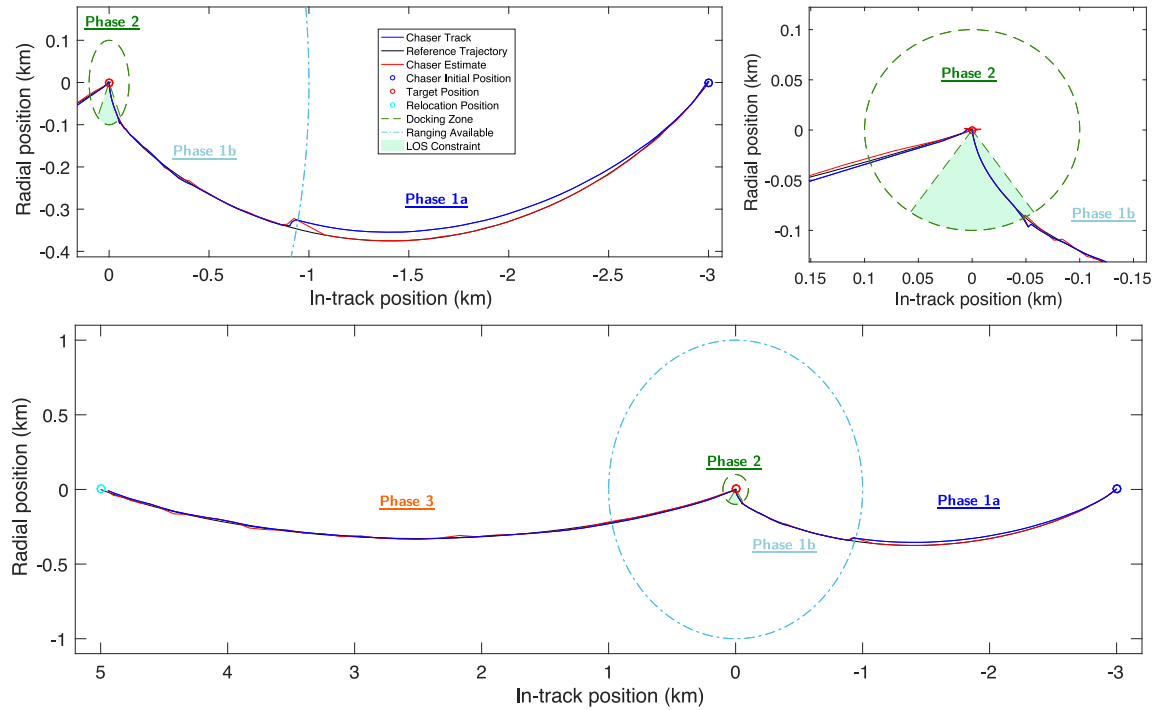 Phase 2
0.1
0
-0.1
-0.2
-0.3
-0.4
Radial position (km)
Phase 1b
Phase 1a
Chaser Track
Reference Trajectory
Chaser Estimate
Chaser Initial Position
Target Position
Relocation Position
Docking Zone
Ranging Available
LOS Constraint
0 -0.5 -1 -1.5 -2 -2.5 -3
In-track position (km)
0.1
0.05
0
-0.05
-0.1
Radial position (km)
Phase 2
Phase 1b
0.15 0.1 0.05 0 -0.05 -0.1 -0.15
In-track position (km)
1
0.5
0
-0.5
-1
Radial position (km)
Phase 3
Phase 2
Phase 1b
Phase 1a
5 4 3 2 1 0 -1 -2 -3
In-track position (km)